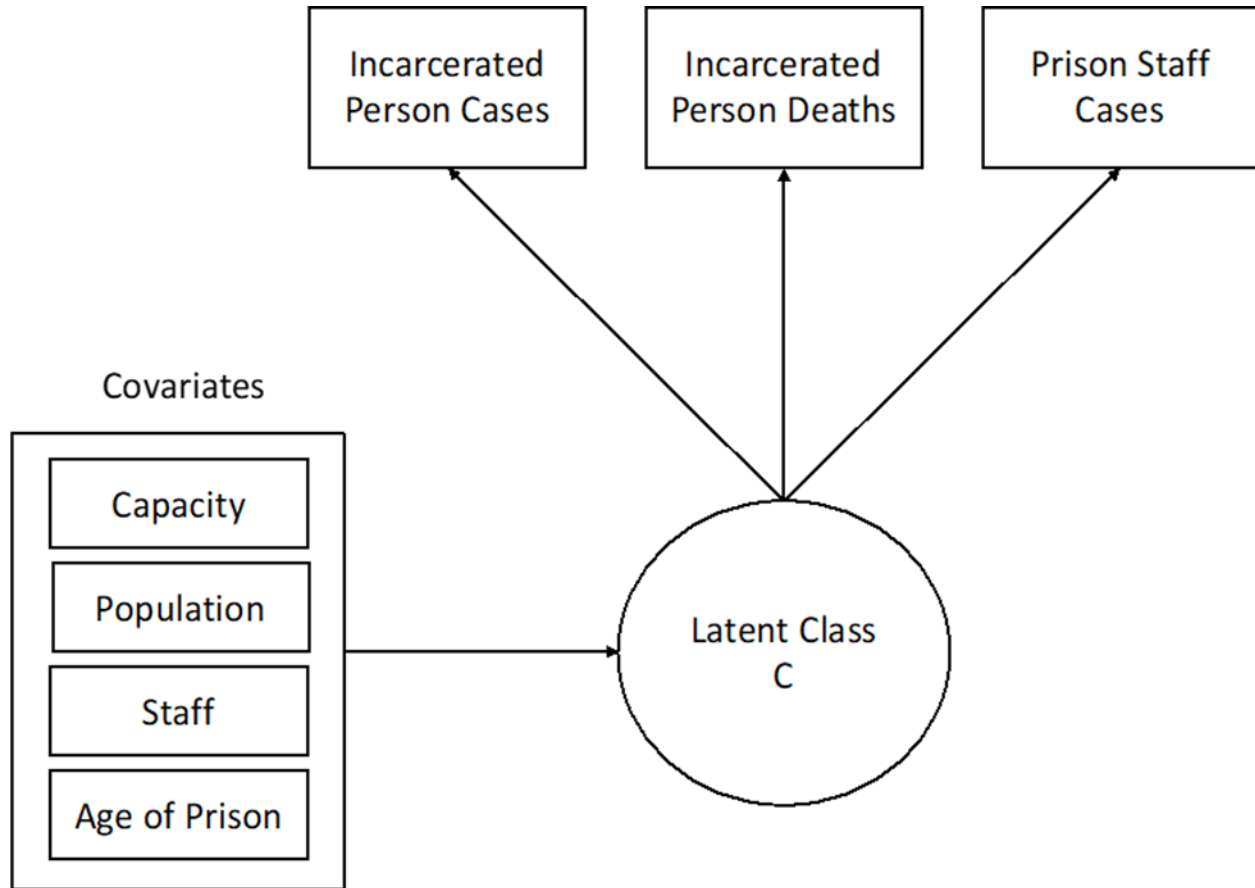 Incarcerated
Person Cases
Incarcerated
Person Deaths
Prison Staff
Cases
Covariates
Capacity
Population
Staff
Age of Prison
Latent Class
C